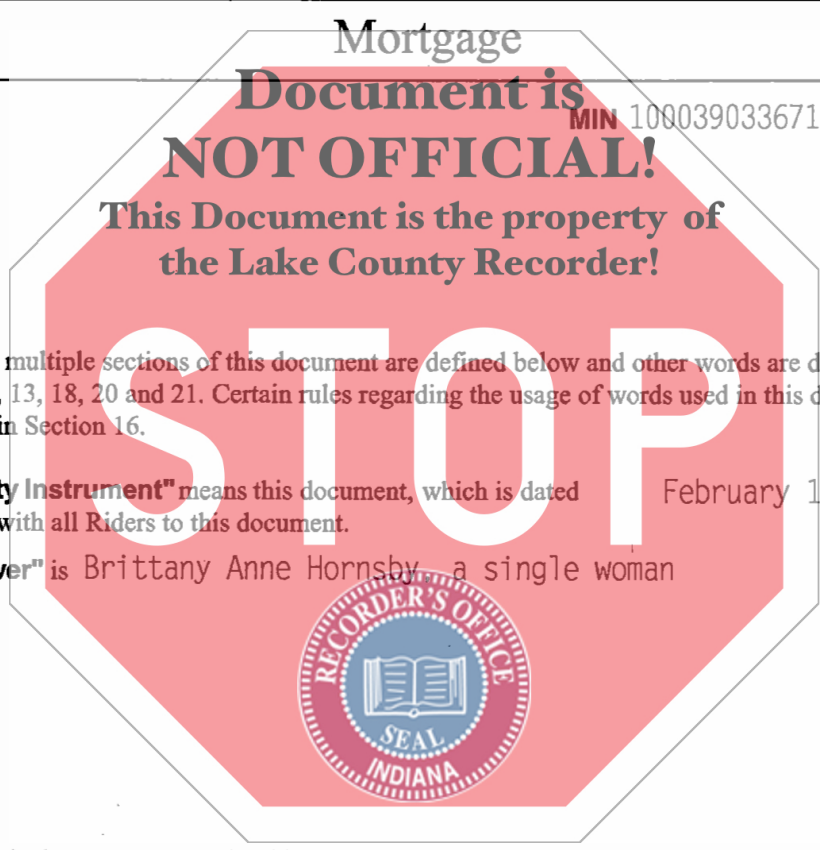 Mortgage
Document is
MIN 100039033671
NOT OFFICIAL!
This Document is the property of
the Lake County Recorder!
STOP
multiple sections of this document are defined below and other words are d
, 13, 18, 20 and 21. Certain rules regarding the usage of words used in this d
in Section 16.
ty Instrument" means this document, which is dated February 1
with all Riders to this document.
ver" is Brittany Anne Hornsby, a single woman
RECORDER'S OFFICE
SEAL
INDIANA